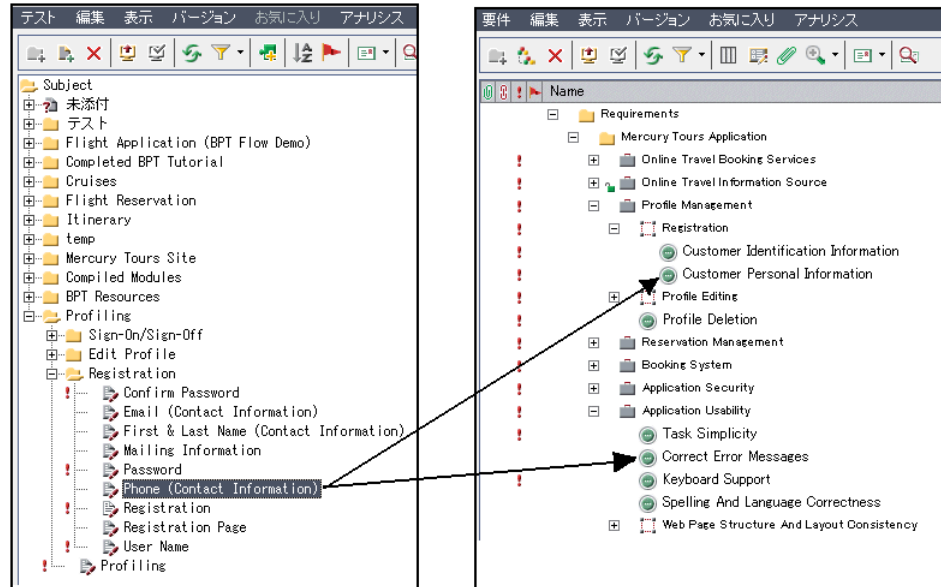 テスト 編集 表示 バージョン お気に入り アナリシス
Subject
未添付
テスト
Flight Application (BPT Flow Demo)
Completed BPT Tutorial
Cruises
Flight Reservation
Itinerary
temp
Mercury Tours Site
Compiled Modules
BPT Resources
Profiling
Sign-On/Sign-Off
Edit Profile
Registration
Confirm Password
Email (Contact Information)
First & Last Name (Contact Information)
Mailing Information
Password
Phone (Contact Information)
Registration
Registration Page
User Name
Profiling
要件 編集 表示 バージョン お気に入り アナリシス
Name
Requirements
Mercury Tours Application
Online Travel Booking Services
Online Travel Information Source
Profile Management
Registration
Customer Identification Information
Customer Personal Information
Profile Editing
Profile Deletion
Reservation Management
Booking System
Application Security
Application Usability
Task Simplicity
Correct Error Messages
Keyboard Support
Spelling And Language Correctness
Web Page Structure And Layout Consistency